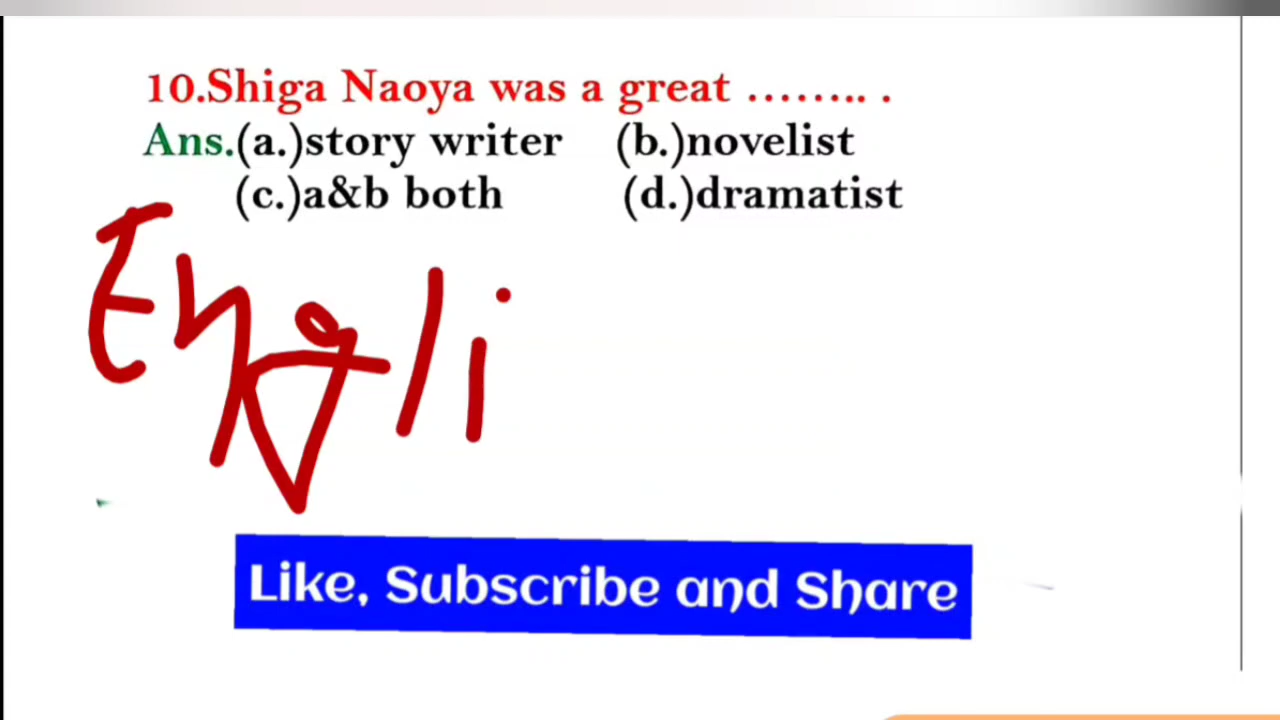 10.Shiga Naoya was a great …….. .
Ans.(a.)story writer (b.)novelist
(c.)a&b both (d.)dramatist
Engli
Like, Subscribe and Share